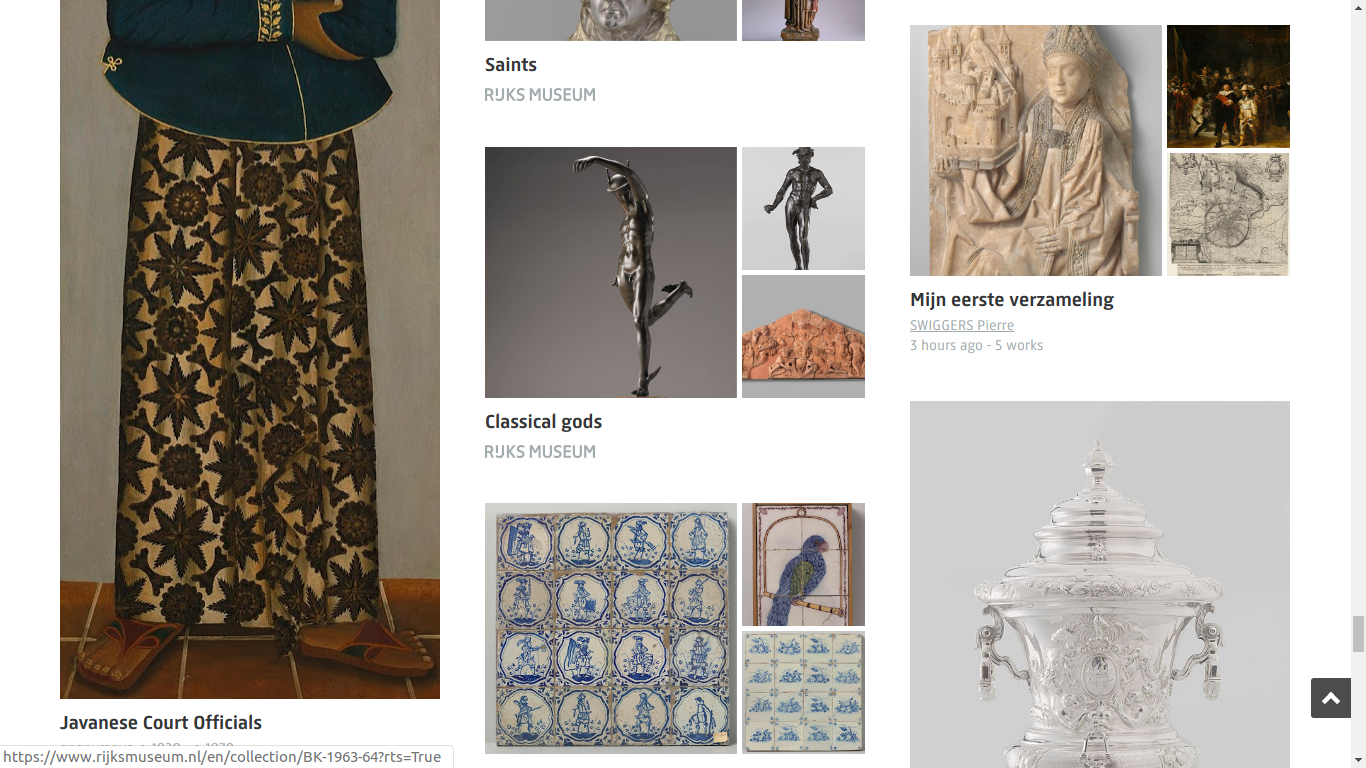 Javanese Court Officials
Saints
RIJKS MUSEUM
Classical gods
RIJKS MUSEUM
Mijn eerste verzameling
SWIGGERS Pierre
3 hours ago - 5 works
https://www.rijksmuseum.nl/en/collection/BK-1963-64?rts=True